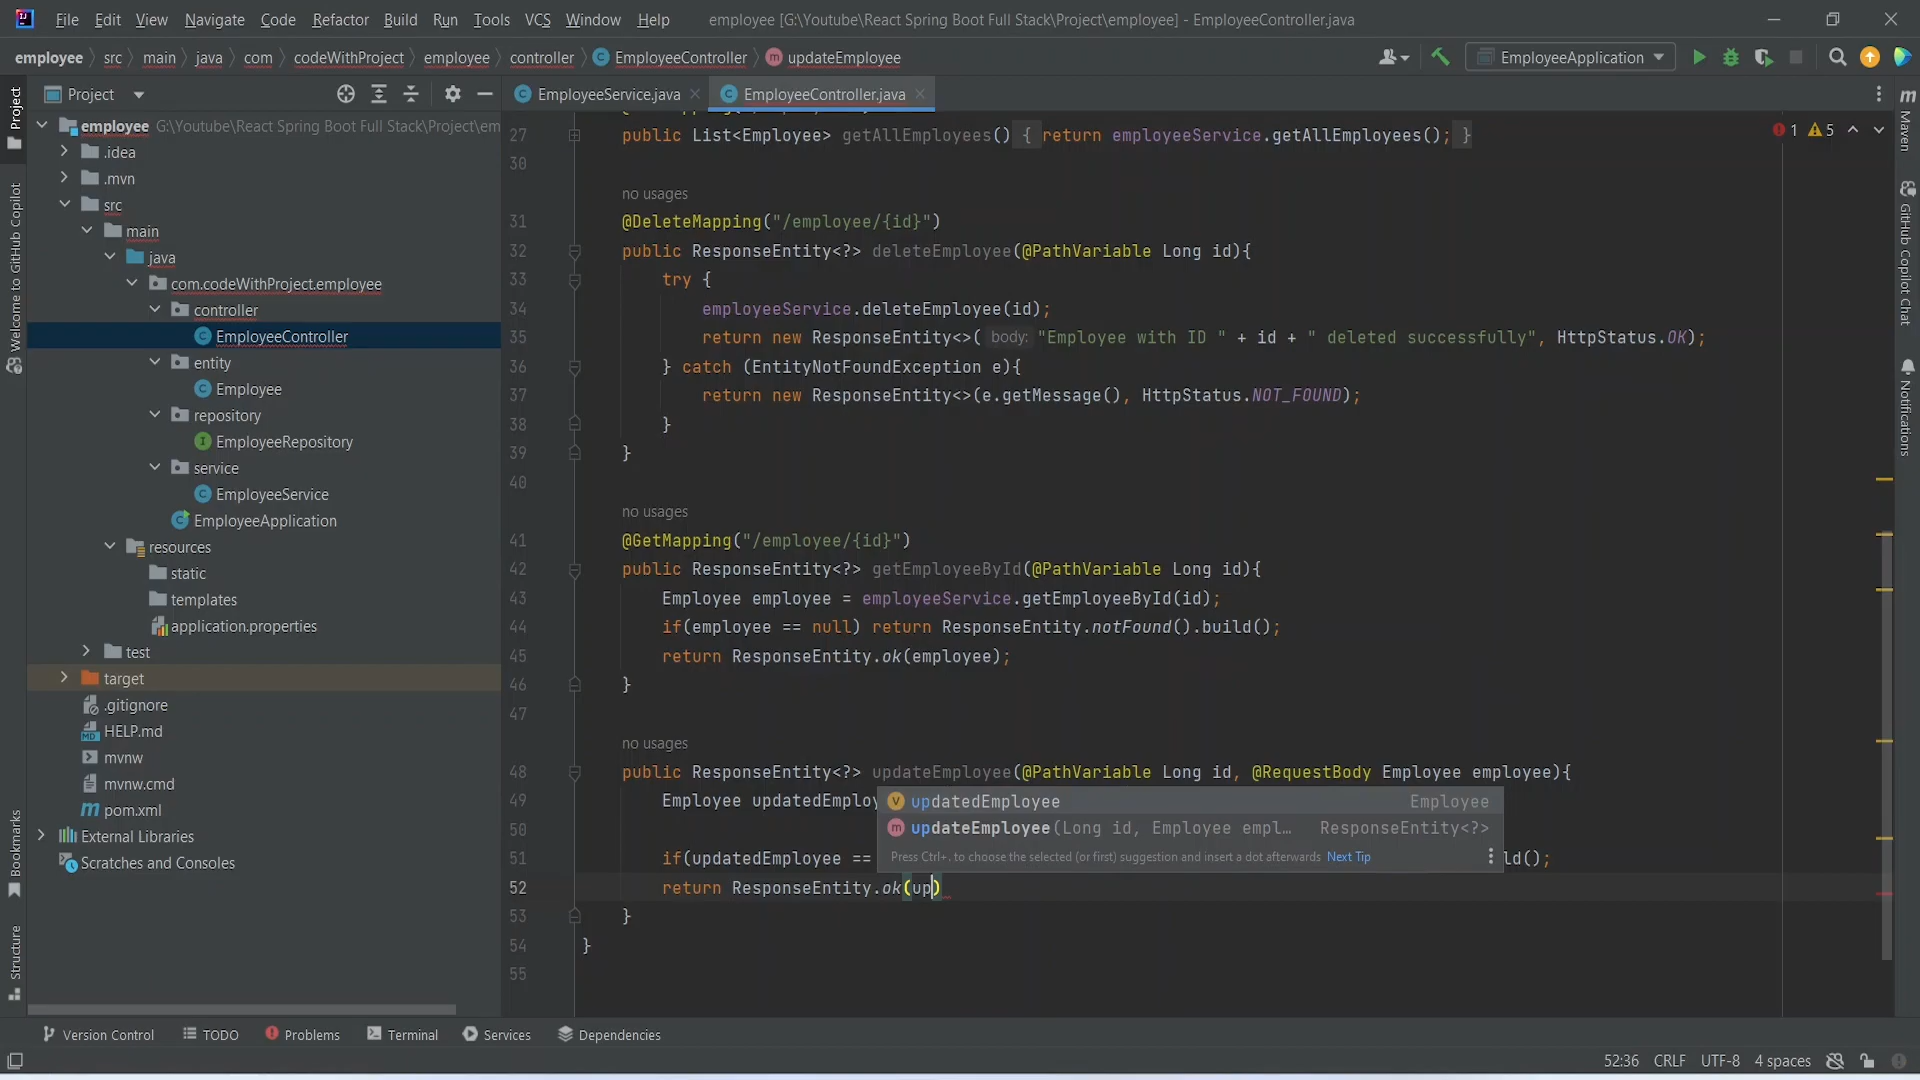 File Edit View Navigate Code Refactor Build Run Tools VCS Window Help employee [G:\Youtube\React Spring Boot Full Stack\Project\employee] - EmployeeController.java
employee src main java com codeWithProject employee controller EmployeeController updateEmployee EmployeeApplication
Project
EmployeeService.java EmployeeController.java
employee G:\Youtube\React Spring Boot Full Stack\Project\em
.idea
.mvn
src
main
java
com.codeWithProject.employee
controller
EmployeeController
entity
Employee
repository
EmployeeRepository
service
EmployeeService
EmployeeApplication
resources
static
templates
application.properties
test
target
.gitignore
HELP.md
mvnw
mvnw.cmd
pom.xml
External Libraries
Scratches and Consoles
Project
Welcome to GitHub Copilot
Bookmarks
Structure
1 5
27 public List<Employee> getAllEmployees() { return employeeService.getAllEmployees(); }
30
no usages
31 @DeleteMapping("/employee/{id}")
32 public ResponseEntity<?> deleteEmployee(@PathVariable Long id){
33 try {
34 employeeService.deleteEmployee(id);
35 return new ResponseEntity<>( body: "Employee with ID " + id + " deleted successfully", HttpStatus.OK);
36 } catch (EntityNotFoundException e){
37 return new ResponseEntity<>(e.getMessage(), HttpStatus.NOT_FOUND);
38 }
39 }
40
no usages
41 @GetMapping("/employee/{id}")
42 public ResponseEntity<?> getEmployeeById(@PathVariable Long id){
43 Employee employee = employeeService.getEmployeeById(id);
44 if(employee == null) return ResponseEntity.notFound().build();
45 return ResponseEntity.ok(employee);
46 }
47
no usages
48 public ResponseEntity<?> updateEmployee(@PathVariable Long id, @RequestBody Employee employee){
49 Employee updatedEmploy
updatedEmployee Employee
50
updateEmployee(Long id, Employee empl... ResponseEntity<?>
Press Ctrl+. to choose the selected (or first) suggestion and insert a dot afterwards Next Tip
51 if(updatedEmployee == ld();
52 return ResponseEntity.ok(up)
53 }
54 }
55
Maven
GitHub Copilot Chat
Notifications
Version Control TODO Problems Terminal Services Dependencies
52:36 CRLF UTF-8 4 spaces